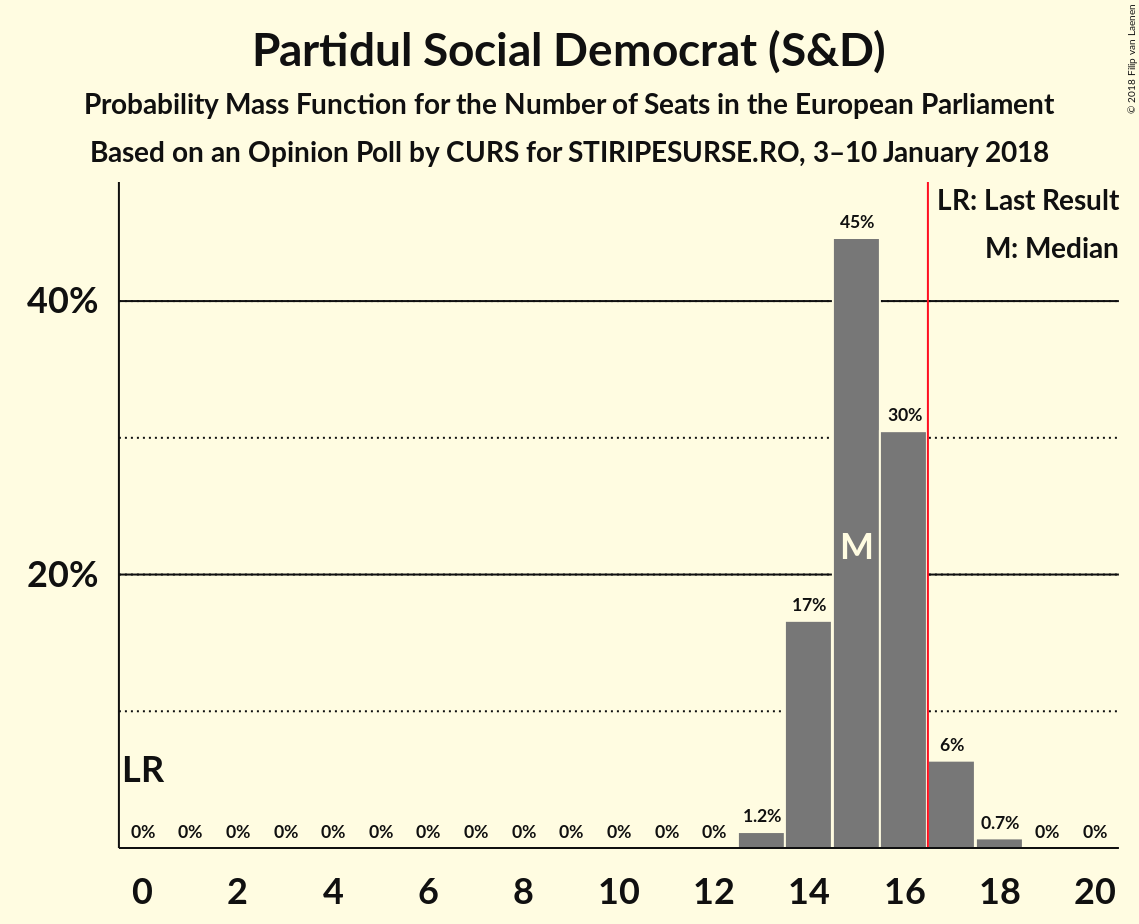 Partidul Social Democrat (S&D)
Probability Mass Function for the Number of Seats in the European Parliament
Based on an Opinion Poll by CURS for STIRIPESURSE.RO, 3–10 January 2018
© 2018 Filip van Laenen
LR: Last Result
M: Median
45%
40%
30%
M
20%
17%
6%
LR
1.2%
0.7%
0% 0% 0% 0% 0% 0% 0% 0% 0% 0% 0% 0% 0% 0% 0%
0 2 4 6 8 10 12 14 16 18 20